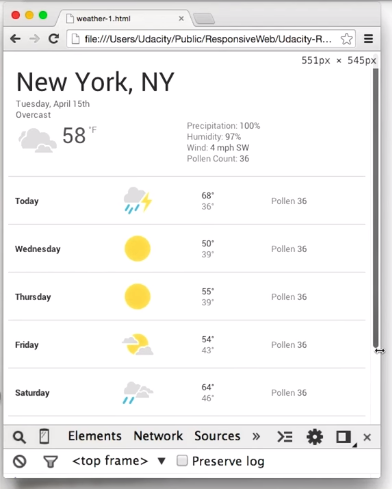 weather-1.html
file:///Users/Udacity/Public/ResponsiveWeb/Udacity-R...
551px × 545px
New York, NY
Tuesday, April 15th
Overcast
58 °F
Precipitation: 100%
Humidity: 97%
Wind: 4 mph SW
Pollen Count: 36
Today 68° 36° Pollen 36
Wednesday 50° 39° Pollen 36
Thursday 55° 39° Pollen 36
Friday 54° 43° Pollen 36
Saturday 64° 46° Pollen 36
Elements Network Sources »
<top frame> ▼ Preserve log